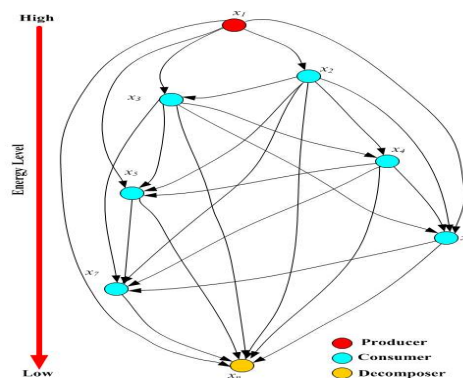 High
x1
x2
x3
x4
x5
x7
Energy Level
Low
Producer
Consumer
Decomposer